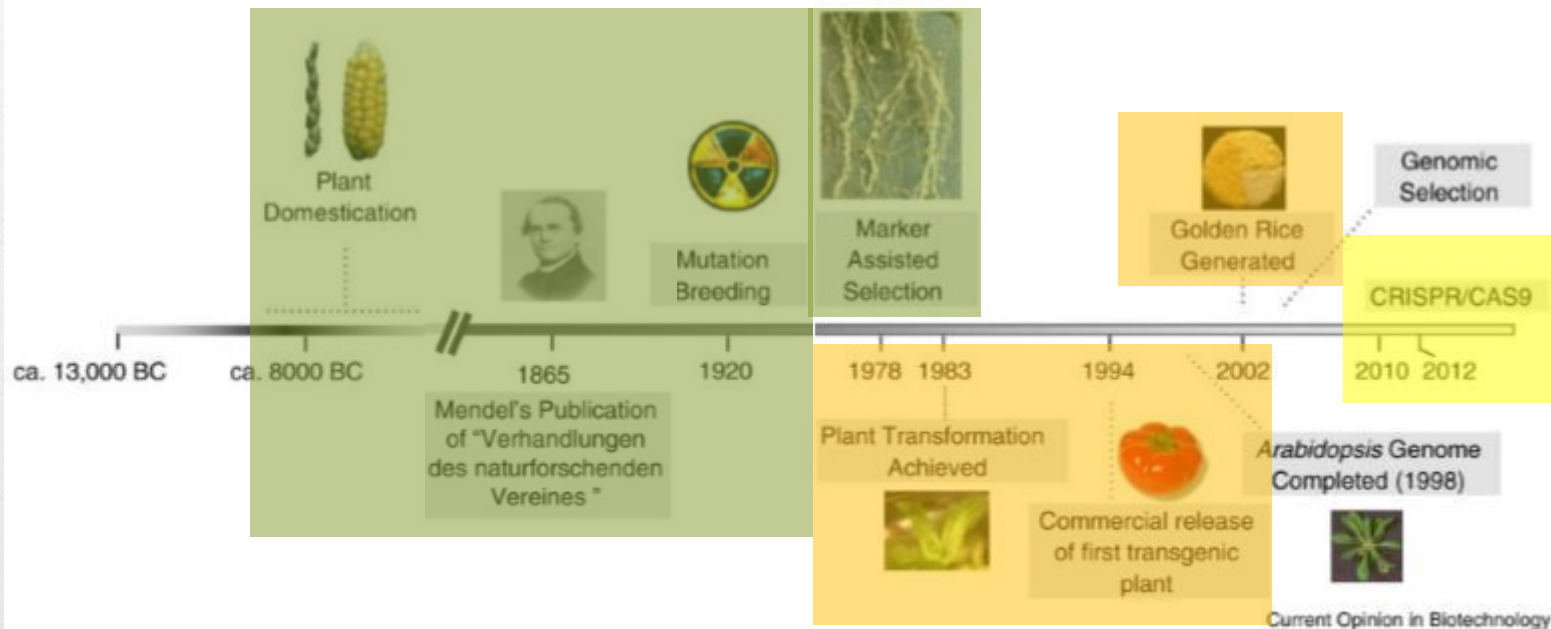 Plant
Domestication
Mutation
Breeding
Marker
Assisted
Selection
Golden Rice
Generated
Genomic
Selection
CRISPR/CAS9
ca. 13,000 BC
ca. 8000 BC
1865
1920
1978
1983
1994
2002
2010
2012
Mendel's Publication
of "Verhandlungen
des naturforschenden
Vereines "
Plant Transformation
Achieved
Commercial release
of first transgenic
plant
Arabidopsis Genome
Completed (1998)
Current Opinion in Biotechnology